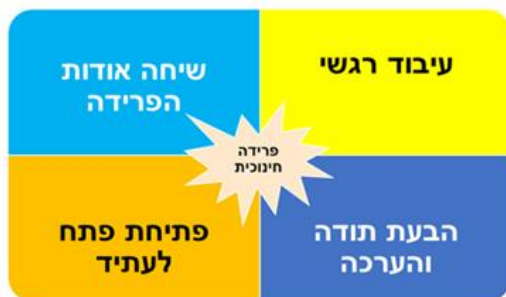 עיבוד רגשי
שיחה אודות
הפרידה
פרידה
חינוכית
הבעת תודה
והערכה
פתיחת פתח
לעתיד